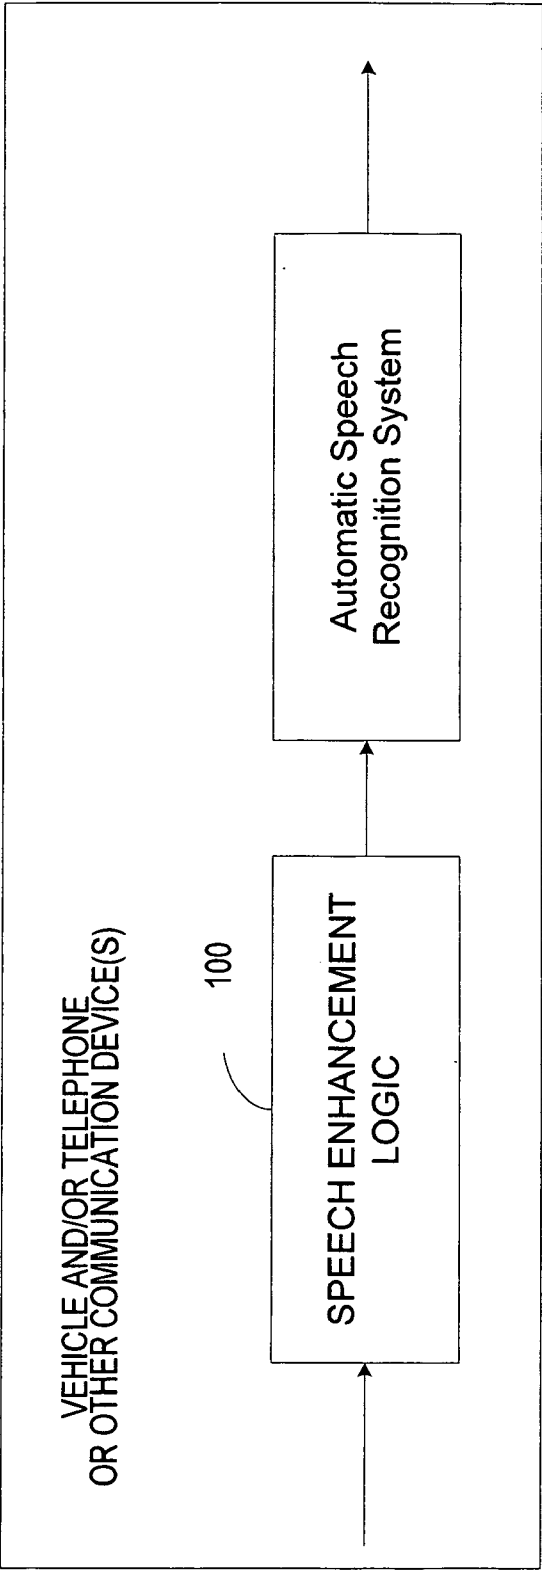 VEHICLE AND/OR TELEPHONE
OR OTHER COMMUNICATION DEVICE(S)
100
SPEECH ENHANCEMENT
LOGIC
Automatic Speech
Recognition System